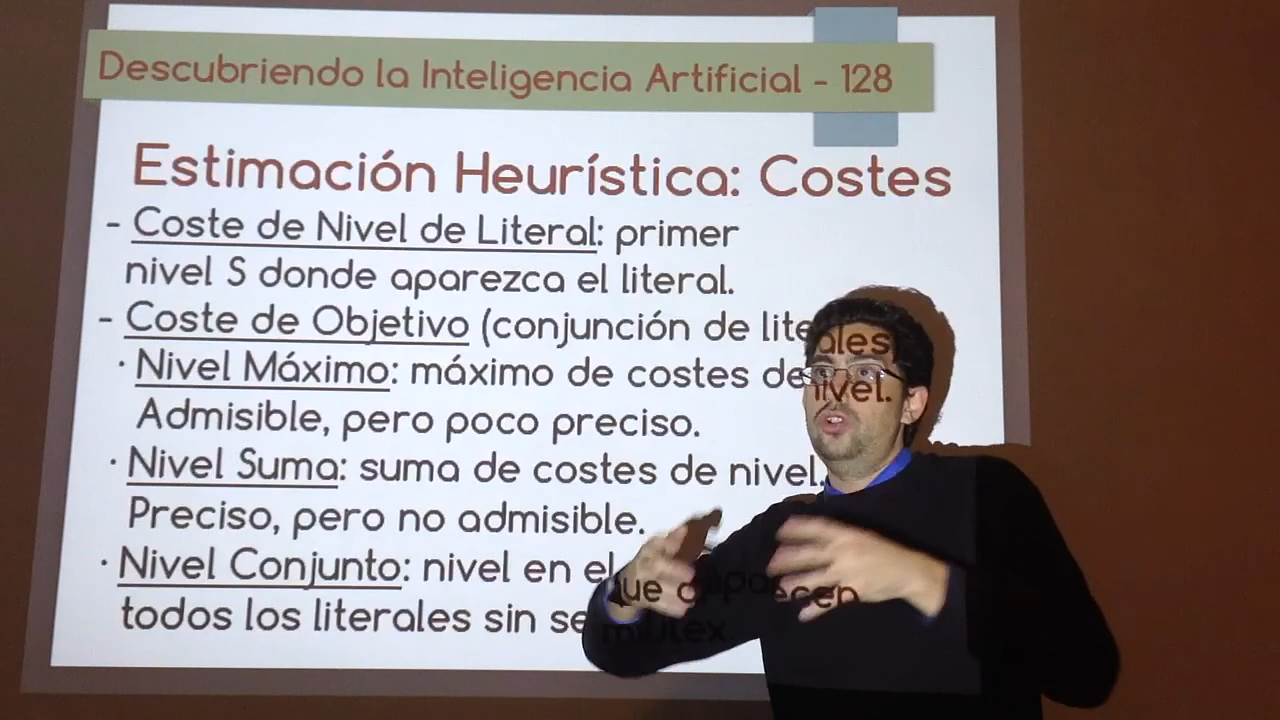 Descubriendo la Inteligencia Artificial - 128
Estimación Heurística: Costes
- Coste de Nivel de Literal: primer
nivel S donde aparezca el literal.
- Coste de Objetivo (conjunción de literales
· Nivel Máximo: máximo de costes de nivel.
Admisible, pero poco preciso.
· Nivel Suma: suma de costes de nivel.
Preciso, pero no admisible.
· Nivel Conjunto: nivel en el que aparecen
todos los literales sin ser mutex.